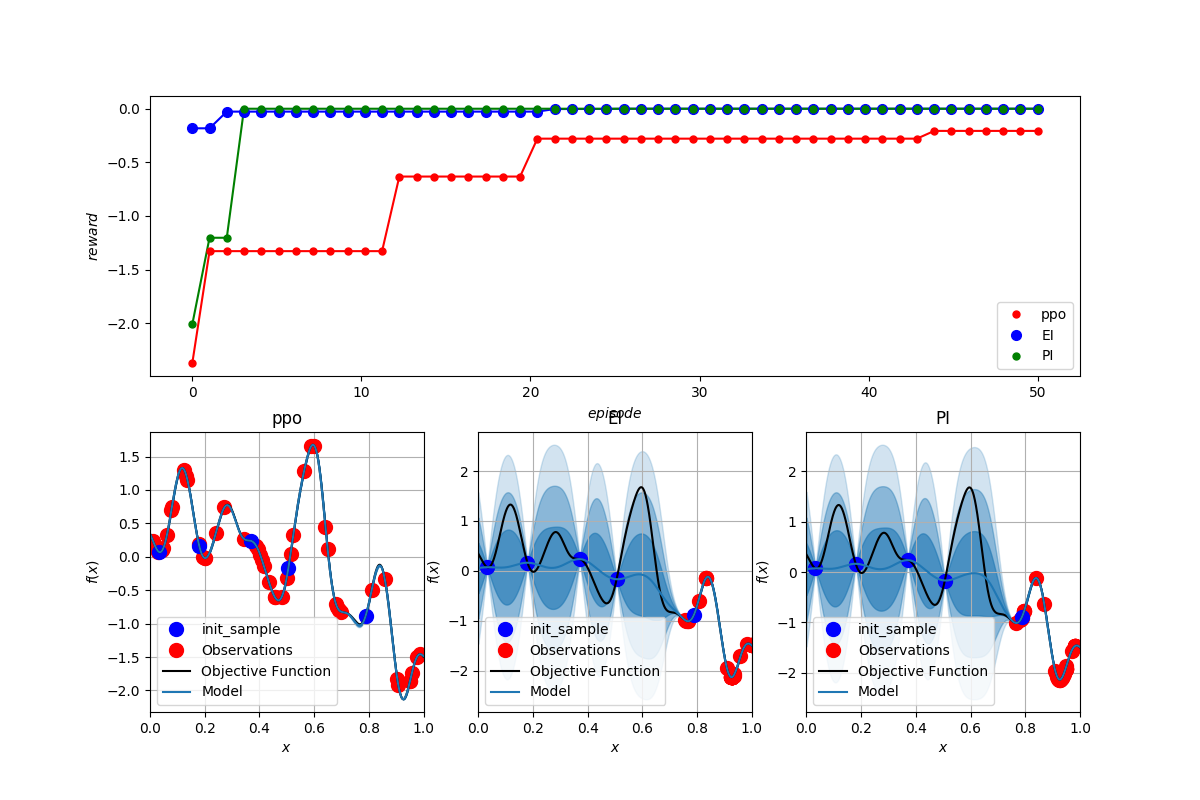 0.0
−0.5
−1.0
−1.5
−2.0
reward
0 10 20 30 40 50
episode
ppo
EI
PI
ppo
1.5
1.0
0.5
0.0
−0.5
−1.0
−1.5
−2.0
f(x)
init_sample
Observations
Objective Function
Model
0.0 0.2 0.4 0.6 0.8 1.0
x
EI
2
1
0
−1
−2
f(x)
init_sample
Observations
Objective Function
Model
0.0 0.2 0.4 0.6 0.8 1.0
x
PI
2
1
0
−1
−2
f(x)
init_sample
Observations
Objective Function
Model
0.0 0.2 0.4 0.6 0.8 1.0
x